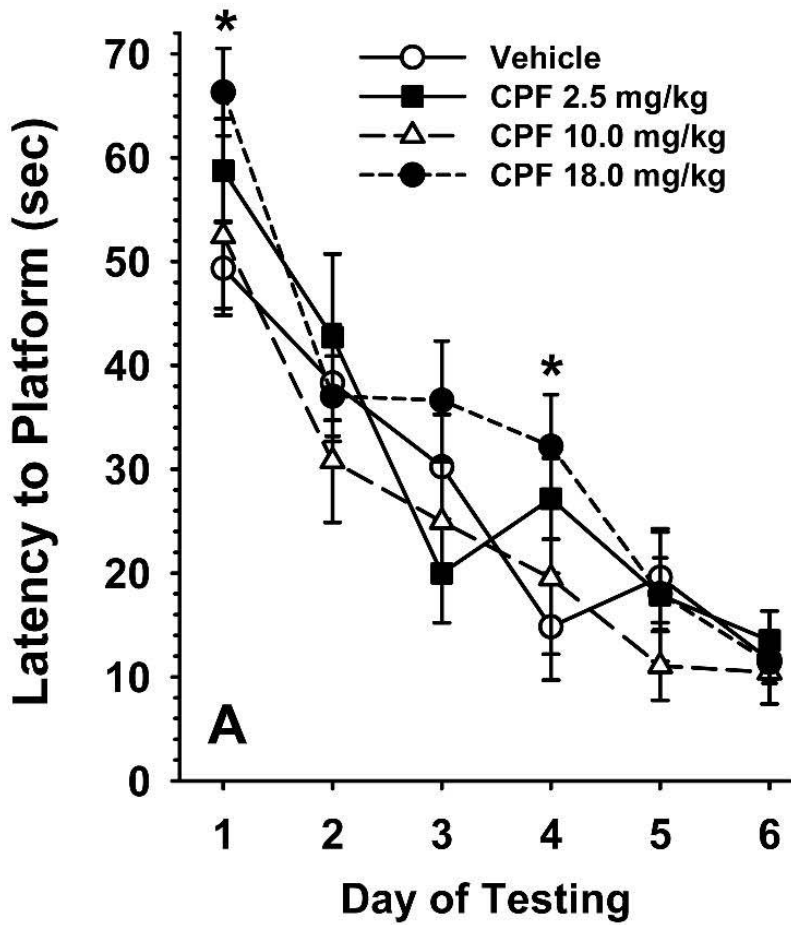 *
70
60
50
40
30
20
10
0
Latency to Platform (sec)
Vehicle
CPF 2.5 mg/kg
CPF 10.0 mg/kg
CPF 18.0 mg/kg
*
A
1 2 3 4 5 6
Day of Testing